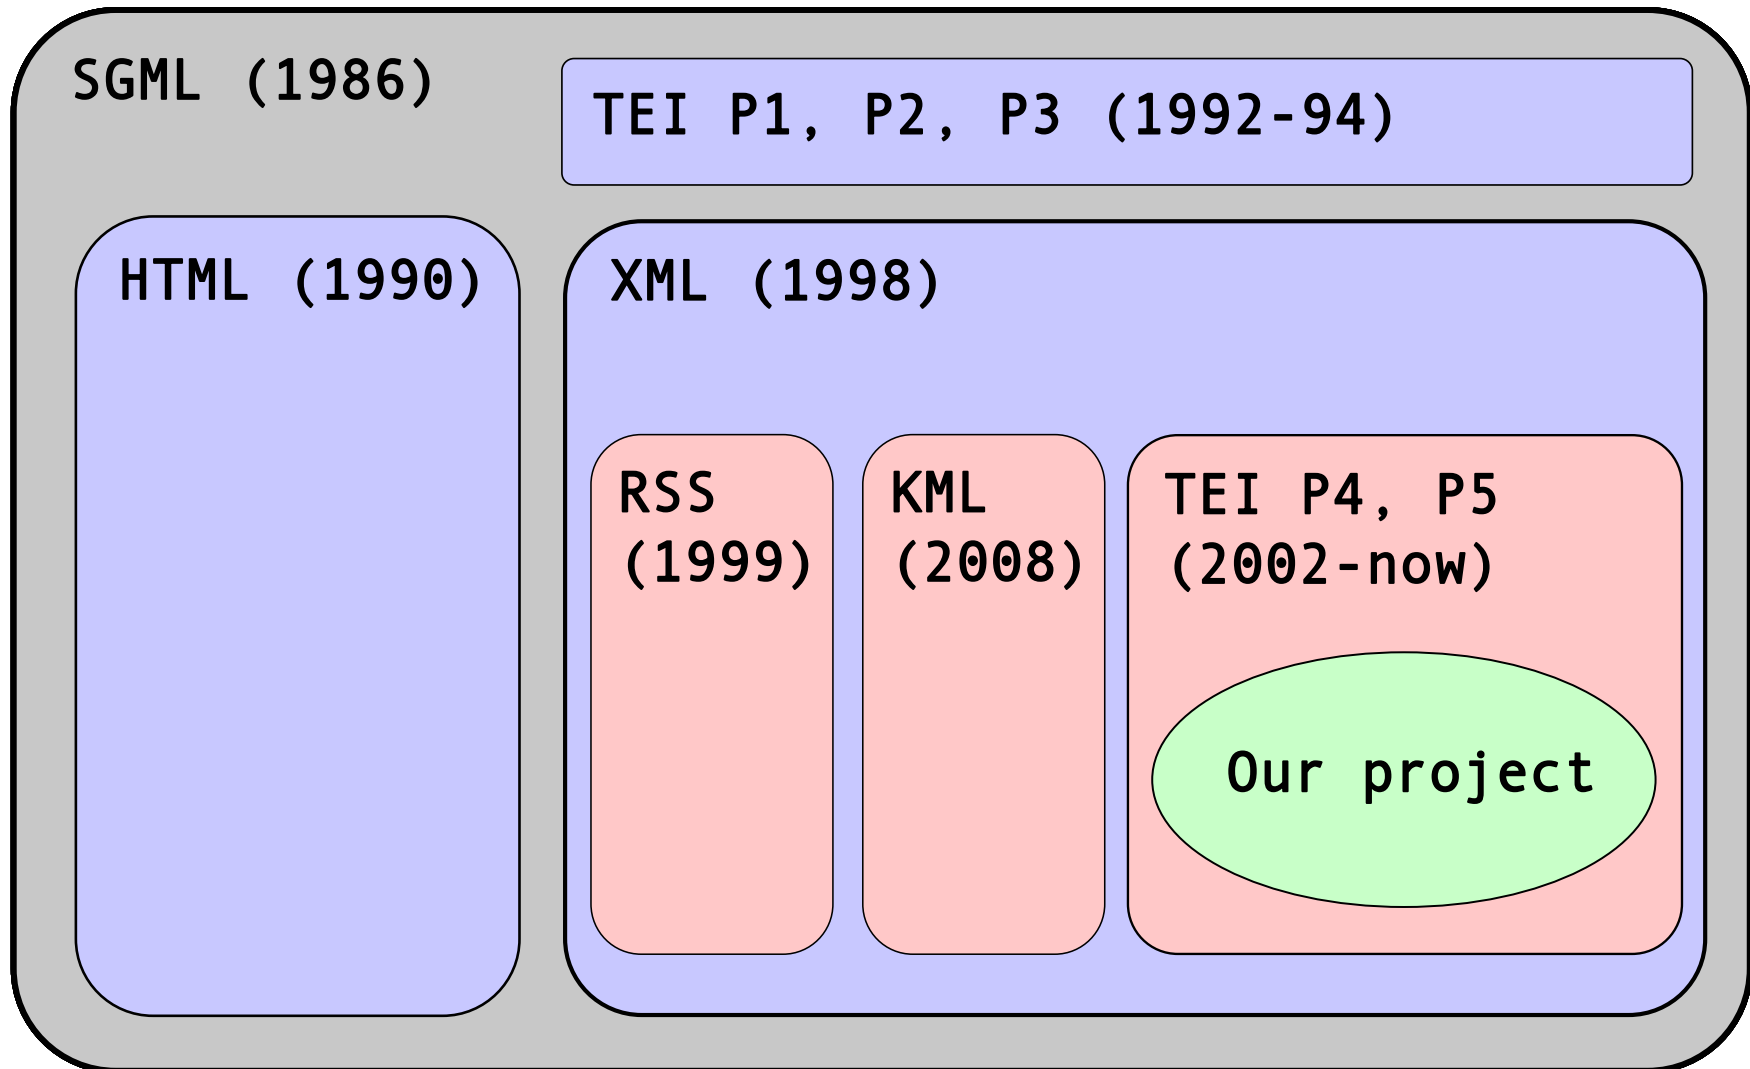 SGML (1986)
TEI P1, P2, P3 (1992-94)
HTML (1990)
XML (1998)
RSS
(1999)
KML
(2008)
TEI P4, P5
(2002-now)
Our project